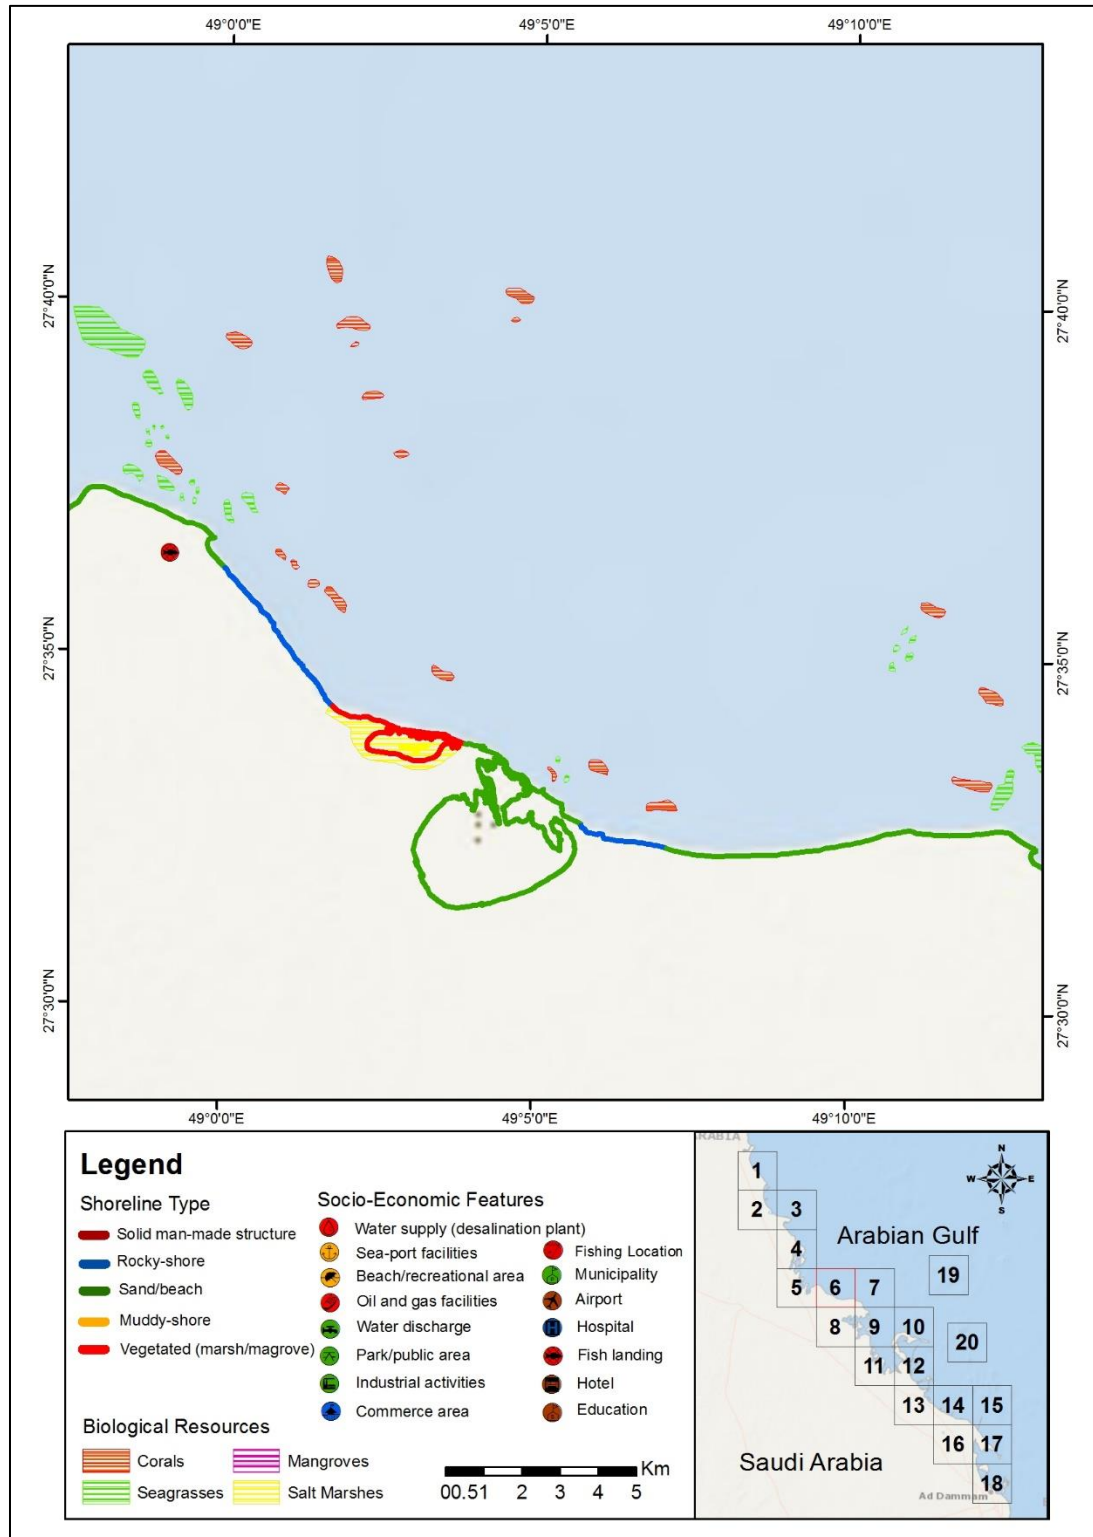 49°0'0"E
49°5'0"E
49°10'0"E
27°40'0"N
27°40'0"N
27°35'0"N
27°35'0"N
27°30'0"N
27°30'0"N
49°0'0"E
49°5'0"E
49°10'0"E
Legend
Shoreline Type
Solid man-made structure
Rocky-shore
Sand/beach
Muddy-shore
Vegetated (marsh/magrove)
Socio-Economic Features
Water supply (desalination plant)
Sea-port facilities
Beach/recreational area
Oil and gas facilities
Water discharge
Park/public area
Industrial activities
Commerce area
Fishing Location
Municipality
Airport
Hospital
Fish landing
Hotel
Education
Biological Resources
Corals
Seagrasses
Mangroves
Salt Marshes
Km
00.51 2 3 4 5
RABIA
N
W E
S
1
2 3
Arabian Gulf
4
19
5 6 7
8 9 10
20
11 12
13 14 15
16 17
Saudi Arabia
18
Ad Dammam